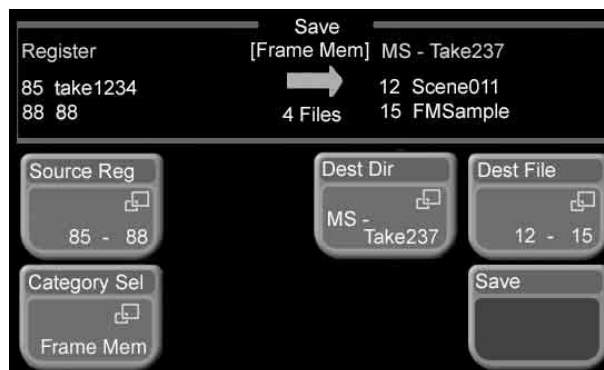 Save
Register [Frame Mem] MS - Take237
85 take1234 12 Scene011
88 88 4 Files 15 FMSample
Source Reg Dest Dir Dest File
MS -
85 - 88 Take237 12 - 15
Category Sel Save
Frame Mem